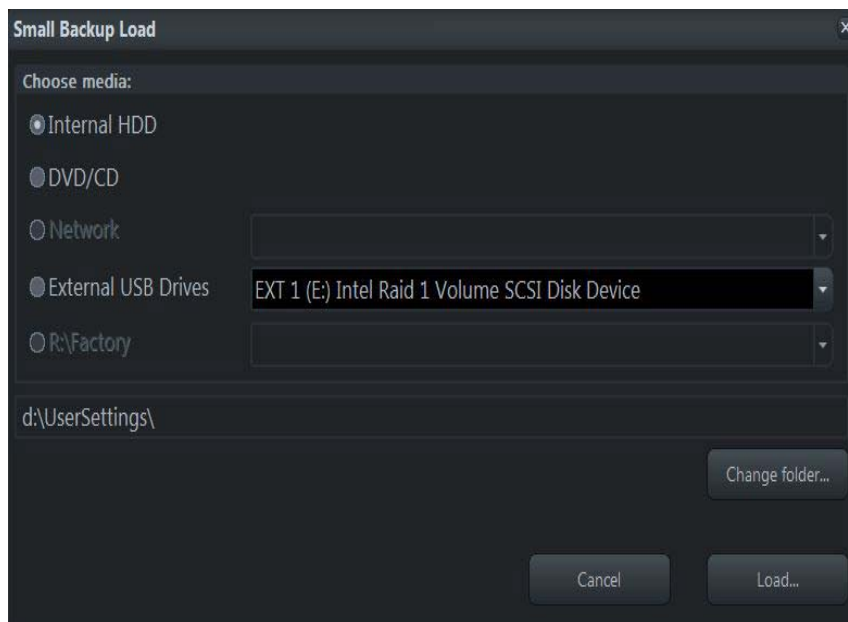 Small Backup Load
Choose media:
Internal HDD
DVD/CD
Network
External USB Drives EXT 1 (E:) Intel Raid 1 Volume SCSI Disk Device
R:\Factory
d:\UserSettings\
Change folder...
Cancel Load...